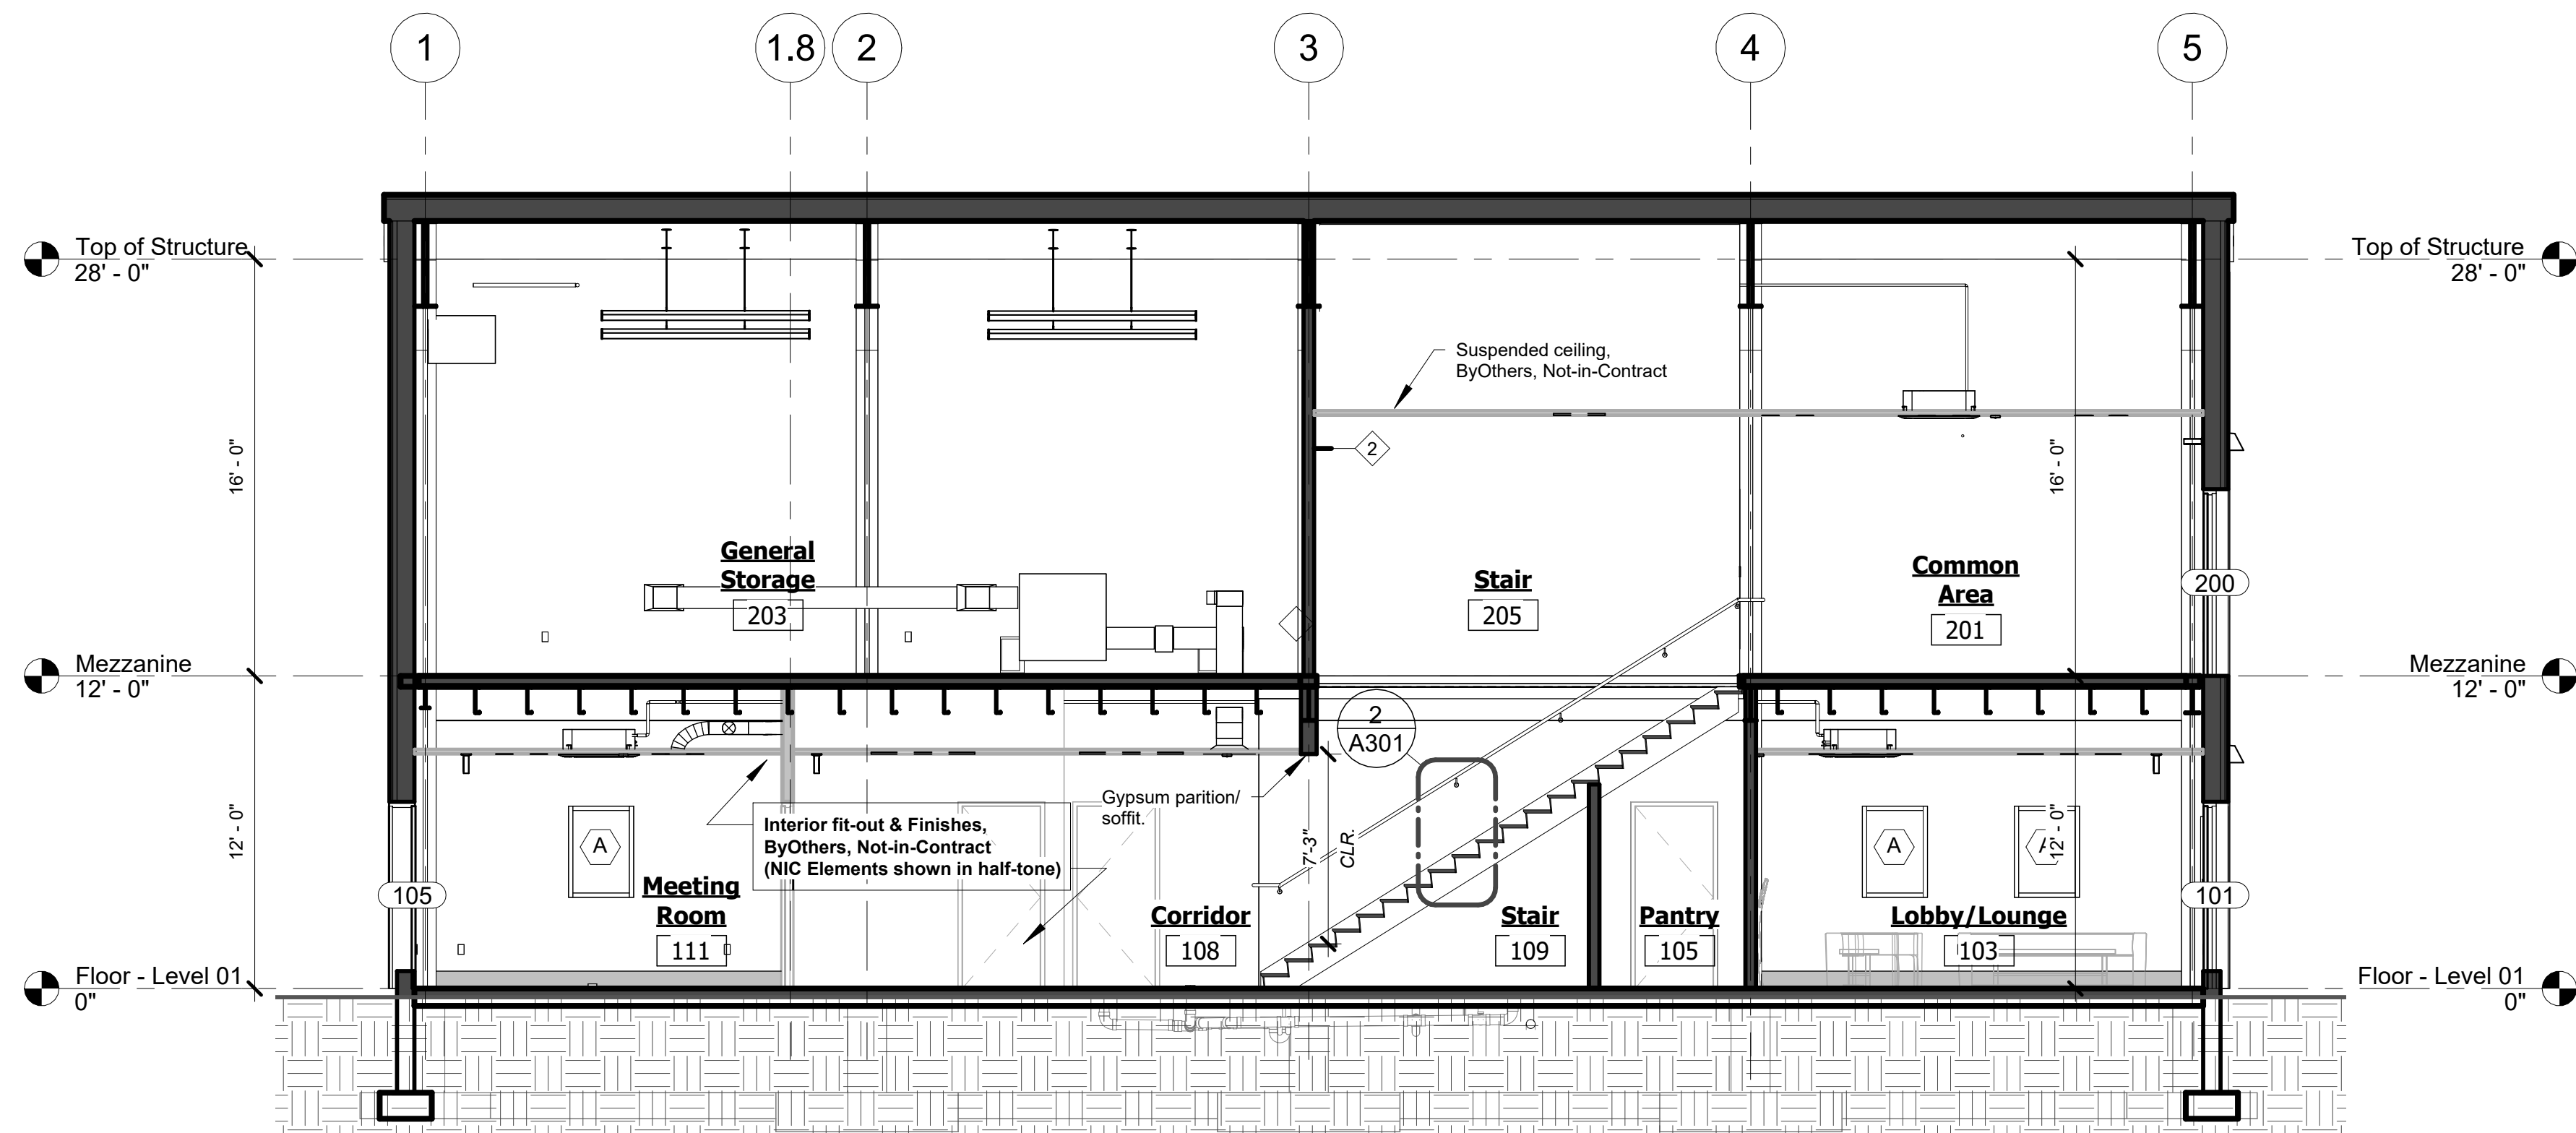 1
1.8
2
3
4
5
Top of Structure
28' - 0"
Top of Structure
28' - 0"
Suspended ceiling,
ByOthers, Not-in-Contract
2
16' - 0"
16' - 0"
General
Storage
203
Stair
205
Common
Area
201
200
Mezzanine
12' - 0"
Mezzanine
12' - 0"
2
A301
Gypsum parition/
soffit.
Interior fit-out & Finishes,
ByOthers, Not-in-Contract
(NIC Elements shown in half-tone)
12' - 0"
7'-3"
CLR.
12' - 0"
A
A
A
105
Meeting
Room
111
Corridor
108
Stair
109
Pantry
105
Lobby/Lounge
103
101
Floor - Level 01
0"
Floor - Level 01
0"